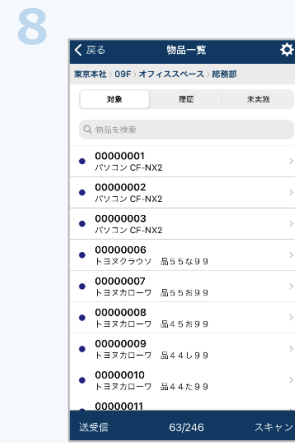 8
戻る 物品一覧
東京本社 〉 09F 〉 オフィススペース 〉 総務部
対象 履歴 未実施
物品を検索
00000001
パソコン CF-NX2
00000002
パソコン CF-NX2
00000003
パソコン CF-NX2
00000006
トヨヌクラウソ 品55な99
00000007
トヨヌカローワ 品55お99
00000008
トヨヌカローワ 品45お99
00000009
トヨヌカローワ 品44し99
00000010
トヨヌカローワ 品44た99
00000011
送受信 63/246 スキャン